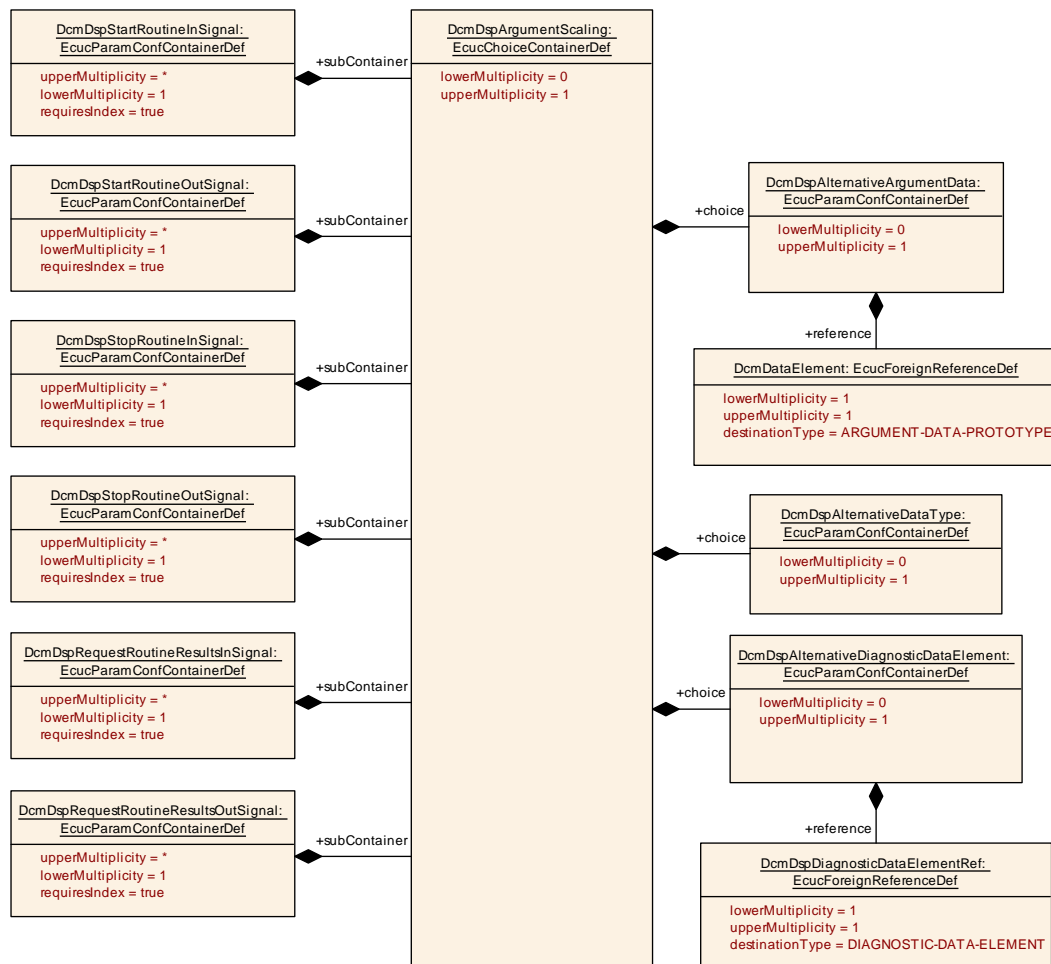 DcmDspStartRoutineInSignal:
EcucParamConfContainerDef
upperMultiplicity = *
lowerMultiplicity = 1
requiresIndex = true
+subContainer
DcmDspStartRoutineOutSignal:
EcucParamConfContainerDef
upperMultiplicity = *
lowerMultiplicity = 1
requiresIndex = true
+subContainer
DcmDspStopRoutineInSignal:
EcucParamConfContainerDef
upperMultiplicity = *
lowerMultiplicity = 1
requiresIndex = true
+subContainer
DcmDspStopRoutineOutSignal:
EcucParamConfContainerDef
upperMultiplicity = *
lowerMultiplicity = 1
requiresIndex = true
+subContainer
DcmDspRequestRoutineResultsInSignal:
EcucParamConfContainerDef
upperMultiplicity = *
lowerMultiplicity = 1
requiresIndex = true
+subContainer
DcmDspRequestRoutineResultsOutSignal:
EcucParamConfContainerDef
upperMultiplicity = *
lowerMultiplicity = 1
requiresIndex = true
+subContainer
DcmDspArgumentScaling:
EcucChoiceContainerDef
lowerMultiplicity = 0
upperMultiplicity = 1
+choice
DcmDspAlternativeArgumentData:
EcucParamConfContainerDef
lowerMultiplicity = 0
upperMultiplicity = 1
+reference
DcmDataElement: EcucForeignReferenceDef
lowerMultiplicity = 1
upperMultiplicity = 1
destinationType = ARGUMENT-DATA-PROTOTYPE
+choice
DcmDspAlternativeDataType:
EcucParamConfContainerDef
lowerMultiplicity = 0
upperMultiplicity = 1
+choice
DcmDspAlternativeDiagnosticDataElement:
EcucParamConfContainerDef
lowerMultiplicity = 0
upperMultiplicity = 1
+reference
DcmDspDiagnosticDataElementRef:
EcucForeignReferenceDef
lowerMultiplicity = 1
upperMultiplicity = 1
destinationType = DIAGNOSTIC-DATA-ELEMENT